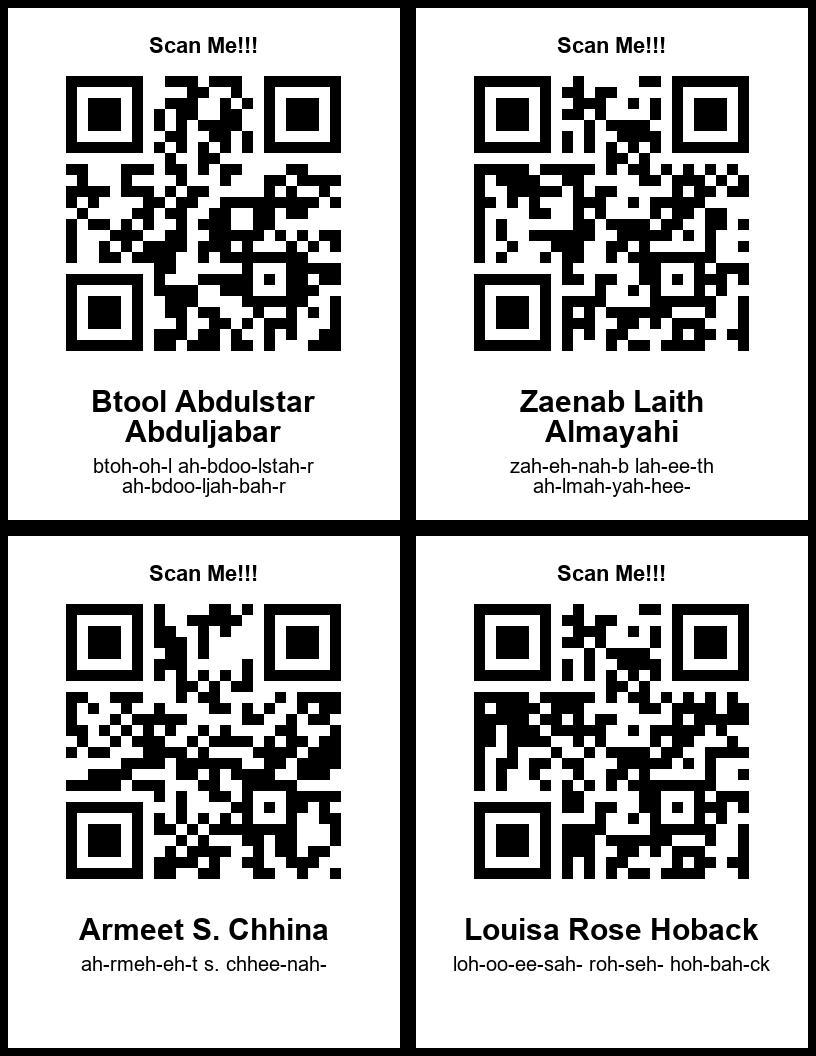 Scan Me!!!
Btool Abdulstar
Abduljabar
btoh-oh-l ah-bdoo-lstah-r
ah-bdoo-ljah-bah-r
Scan Me!!!
Zaenab Laith
Almayahi
zah-eh-nah-b lah-ee-th
ah-lmah-yah-hee-
Scan Me!!!
Armeet S. Chhina
ah-rmeh-eh-t s. chhee-nah-
Scan Me!!!
Louisa Rose Hoback
loh-oo-ee-sah- roh-seh- hoh-bah-ck